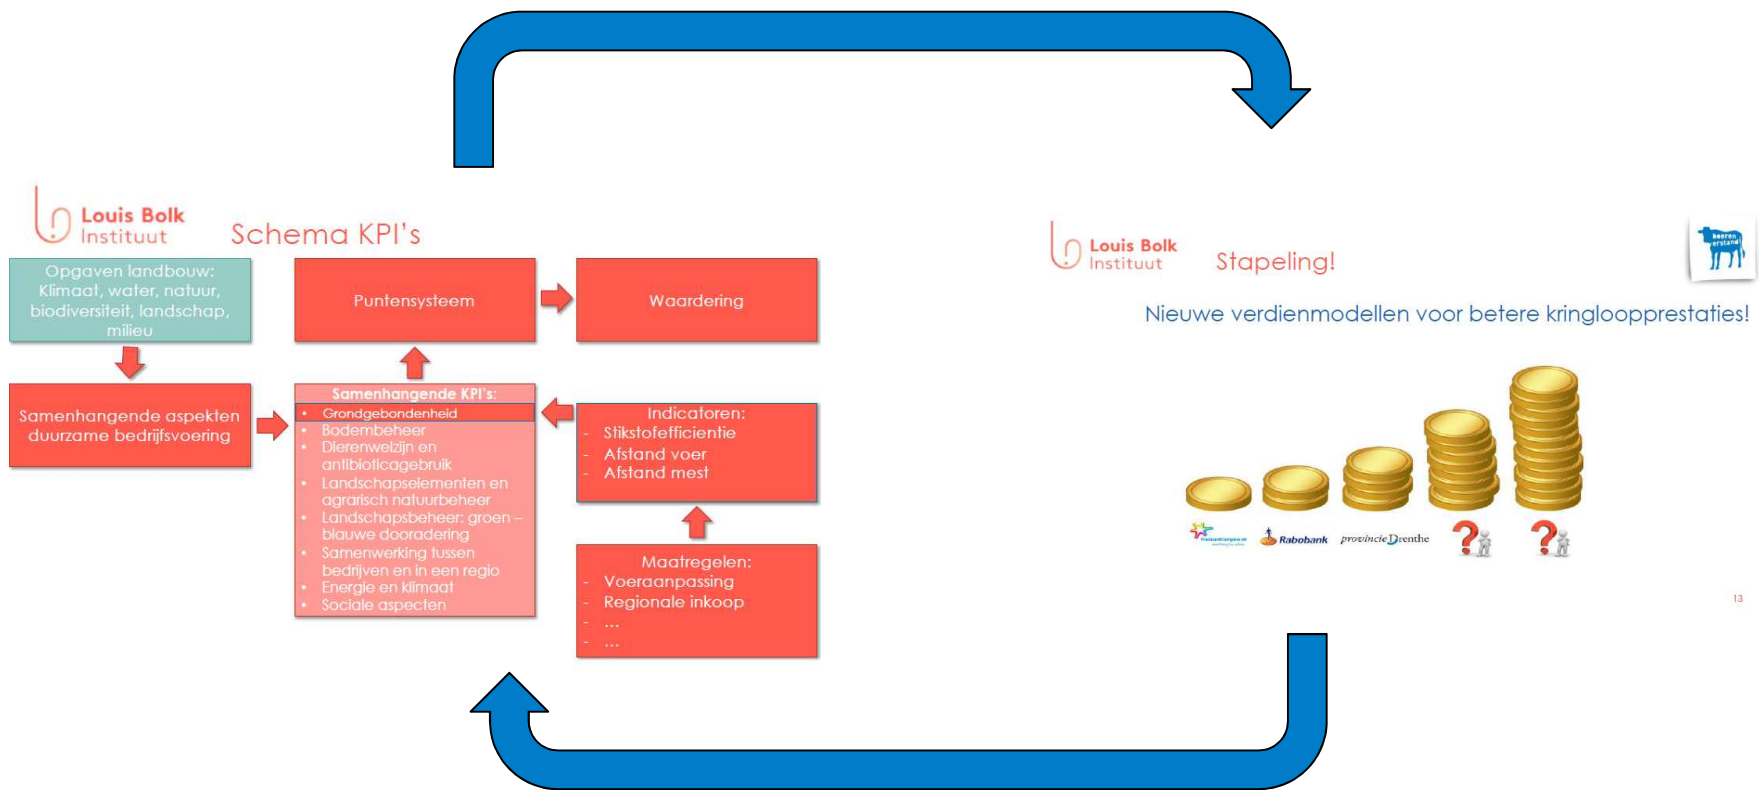 Louis Bolk
Instituut
Schema KPI's
Opgaven landbouw:
Klimaat, water, natuur,
biodiversiteit, landschap,
milieu
Puntensysteem
Waardering
Samenhangende aspekten
duurzame bedrijfsvoering
Samenhangende KPI's:
• Grondgebondenheid
• Bodembeheer
• Dierenwelzijn en
antibioticagebruik
• Landschapselementen en
agrarisch natuurbeheer
• Landschapsbeheer: groen –
blauwe dooradering
• Samenwerking tussen
bedrijven en in een regio
• Energie en klimaat
• Sociale aspecten
Indicatoren:
- Stikstofefficientie
- Afstand voer
- Afstand mest
Maatregelen:
- Voeraanpassing
- Regionale inkoop
- ...
- ...
Louis Bolk
Instituut
Stapeling!
boeren
verstand
Nieuwe verdienmodellen voor betere kringloopprestaties!
FrieslandCampina
Rabobank
provincie Drenthe
?
?
13